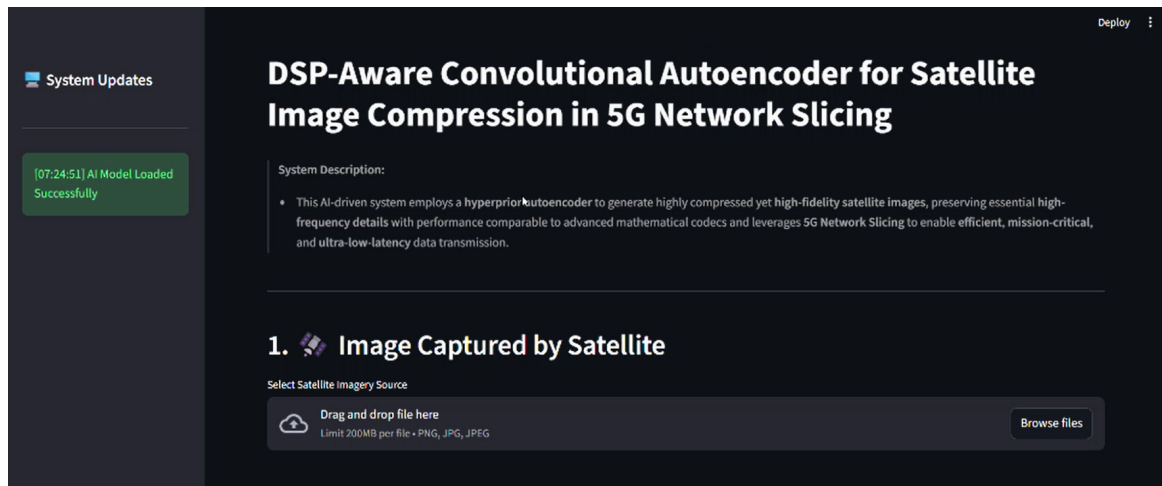 Deploy
System Updates
[07:24:51] AI Model Loaded
Successfully
DSP-Aware Convolutional Autoencoder for Satellite
Image Compression in 5G Network Slicing
System Description:
• This AI-driven system employs a hyperprior autoencoder to generate highly compressed yet high-fidelity satellite images, preserving essential high-
frequency details with performance comparable to advanced mathematical codecs and leverages 5G Network Slicing to enable efficient, mission-critical,
and ultra-low-latency data transmission.
1. Image Captured by Satellite
Select Satellite Imagery Source
Drag and drop file here
Limit 200MB per file • PNG, JPG, JPEG
Browse files